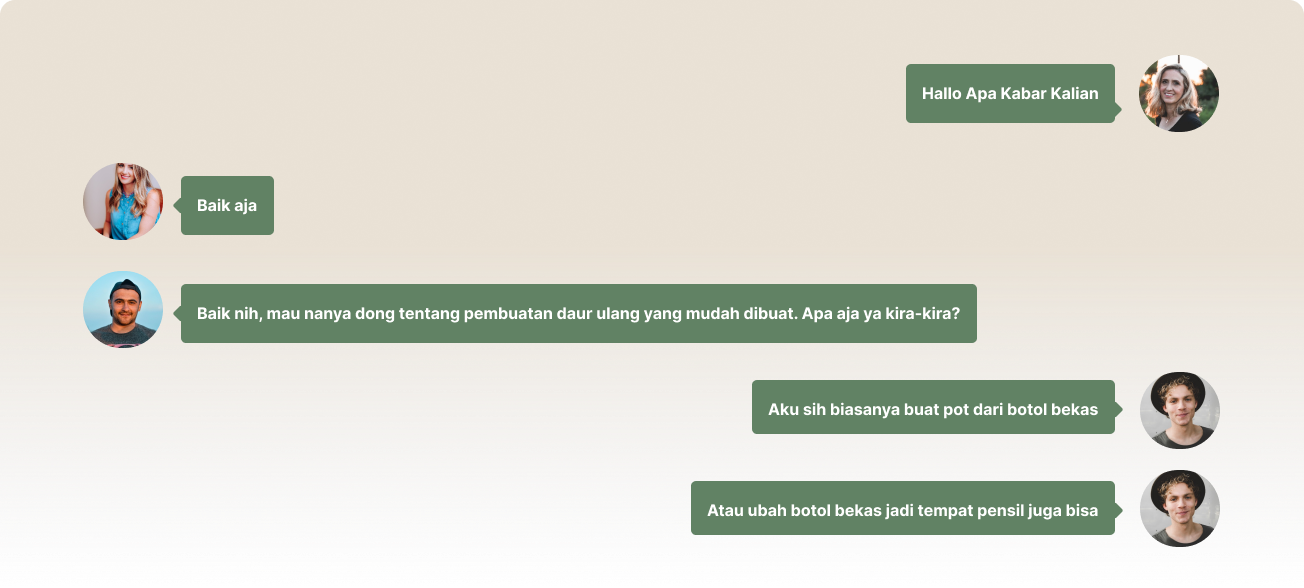 Hallo Apa Kabar Kalian
Baik aja
Baik nih, mau nanya dong tentang pembuatan daur ulang yang mudah dibuat. Apa aja ya kira-kira?
Aku sih biasanya buat pot dari botol bekas
Atau ubah botol bekas jadi tempat pensil juga bisa